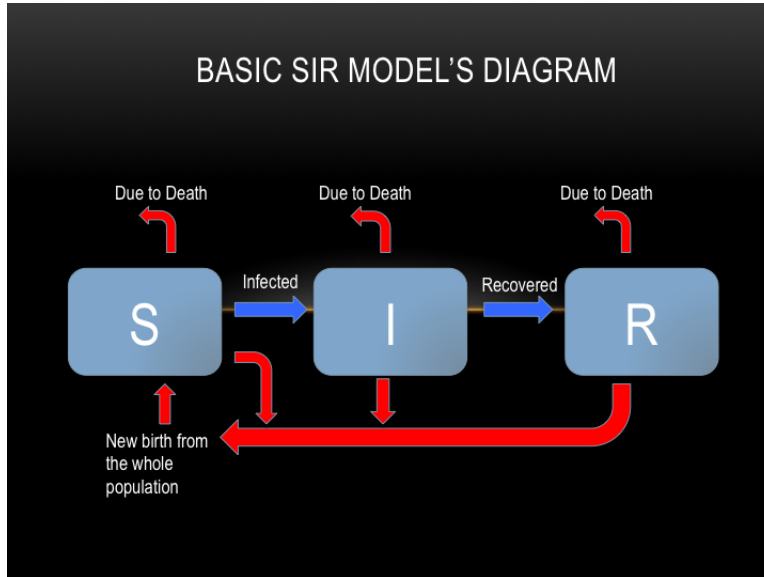 BASIC SIR MODEL'S DIAGRAM
Due to Death
Due to Death
Due to Death
S
Infected
I
Recovered
R
New birth from
the whole
population